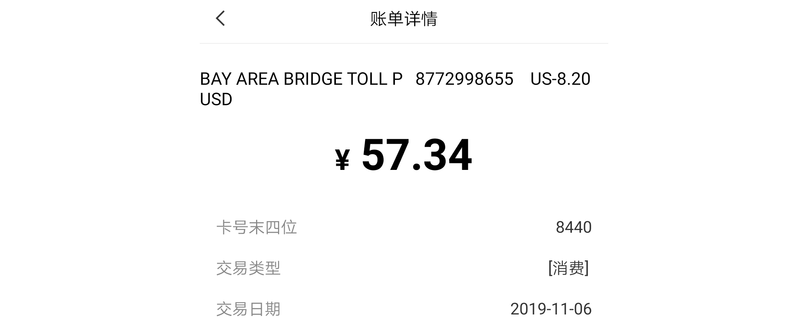 账单详情
BAY AREA BRIDGE TOLL P 8772998655 US-8.20
USD
¥ 57.34
卡号末四位 8440
交易类型 [消费]
交易日期 2019-11-06